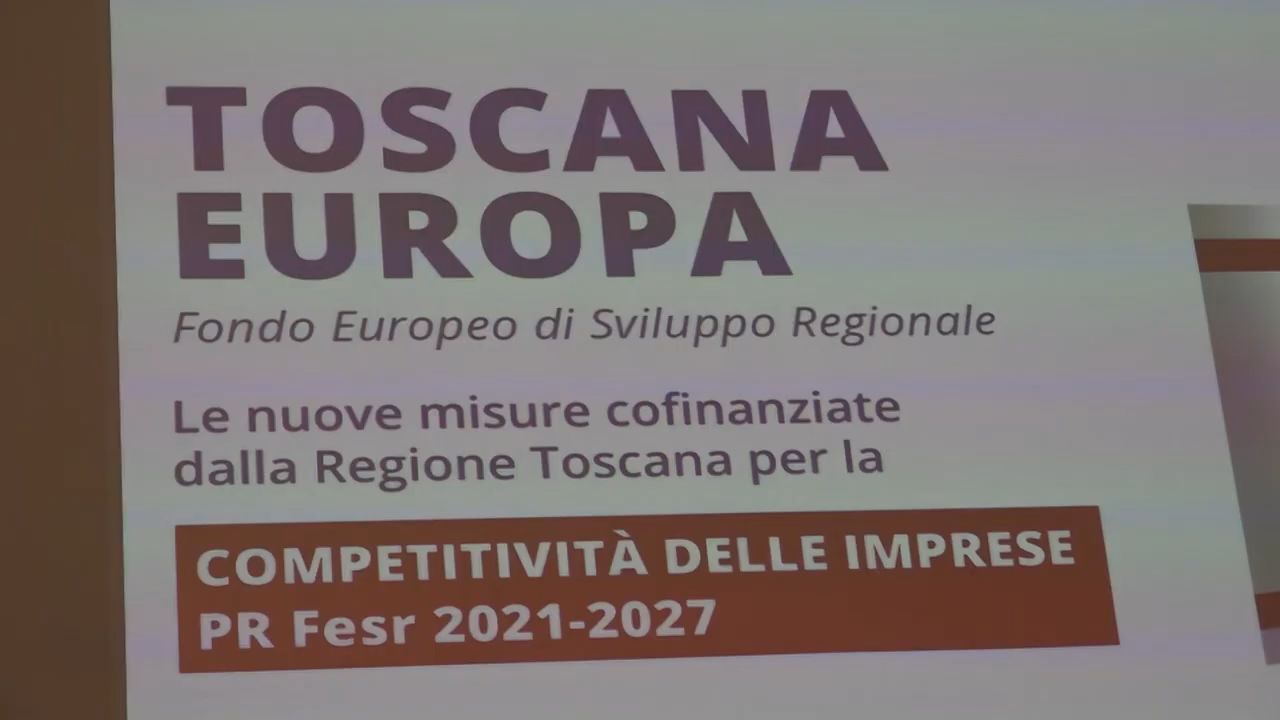 TOSCANA
EUROPA
Fondo Europeo di Sviluppo Regionale
Le nuove misure cofinanziate
dalla Regione Toscana per la
COMPETITIVITÀ DELLE IMPRESE
PR Fesr 2021-2027